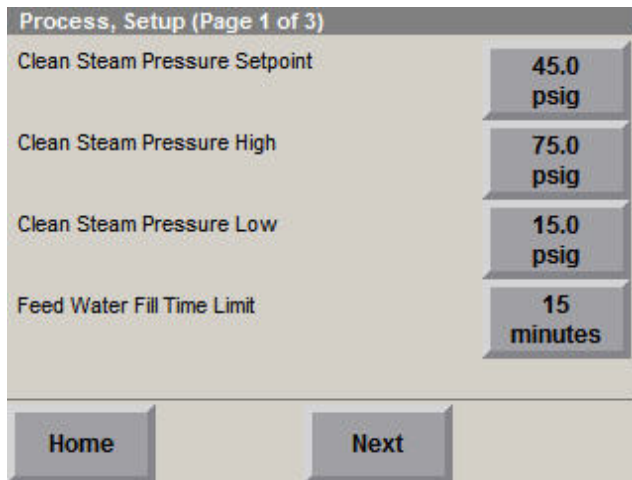 Process, Setup (Page 1 of 3)
Clean Steam Pressure Setpoint
45.0
psig
Clean Steam Pressure High
75.0
psig
Clean Steam Pressure Low
15.0
psig
Feed Water Fill Time Limit
15
minutes
Home
Next